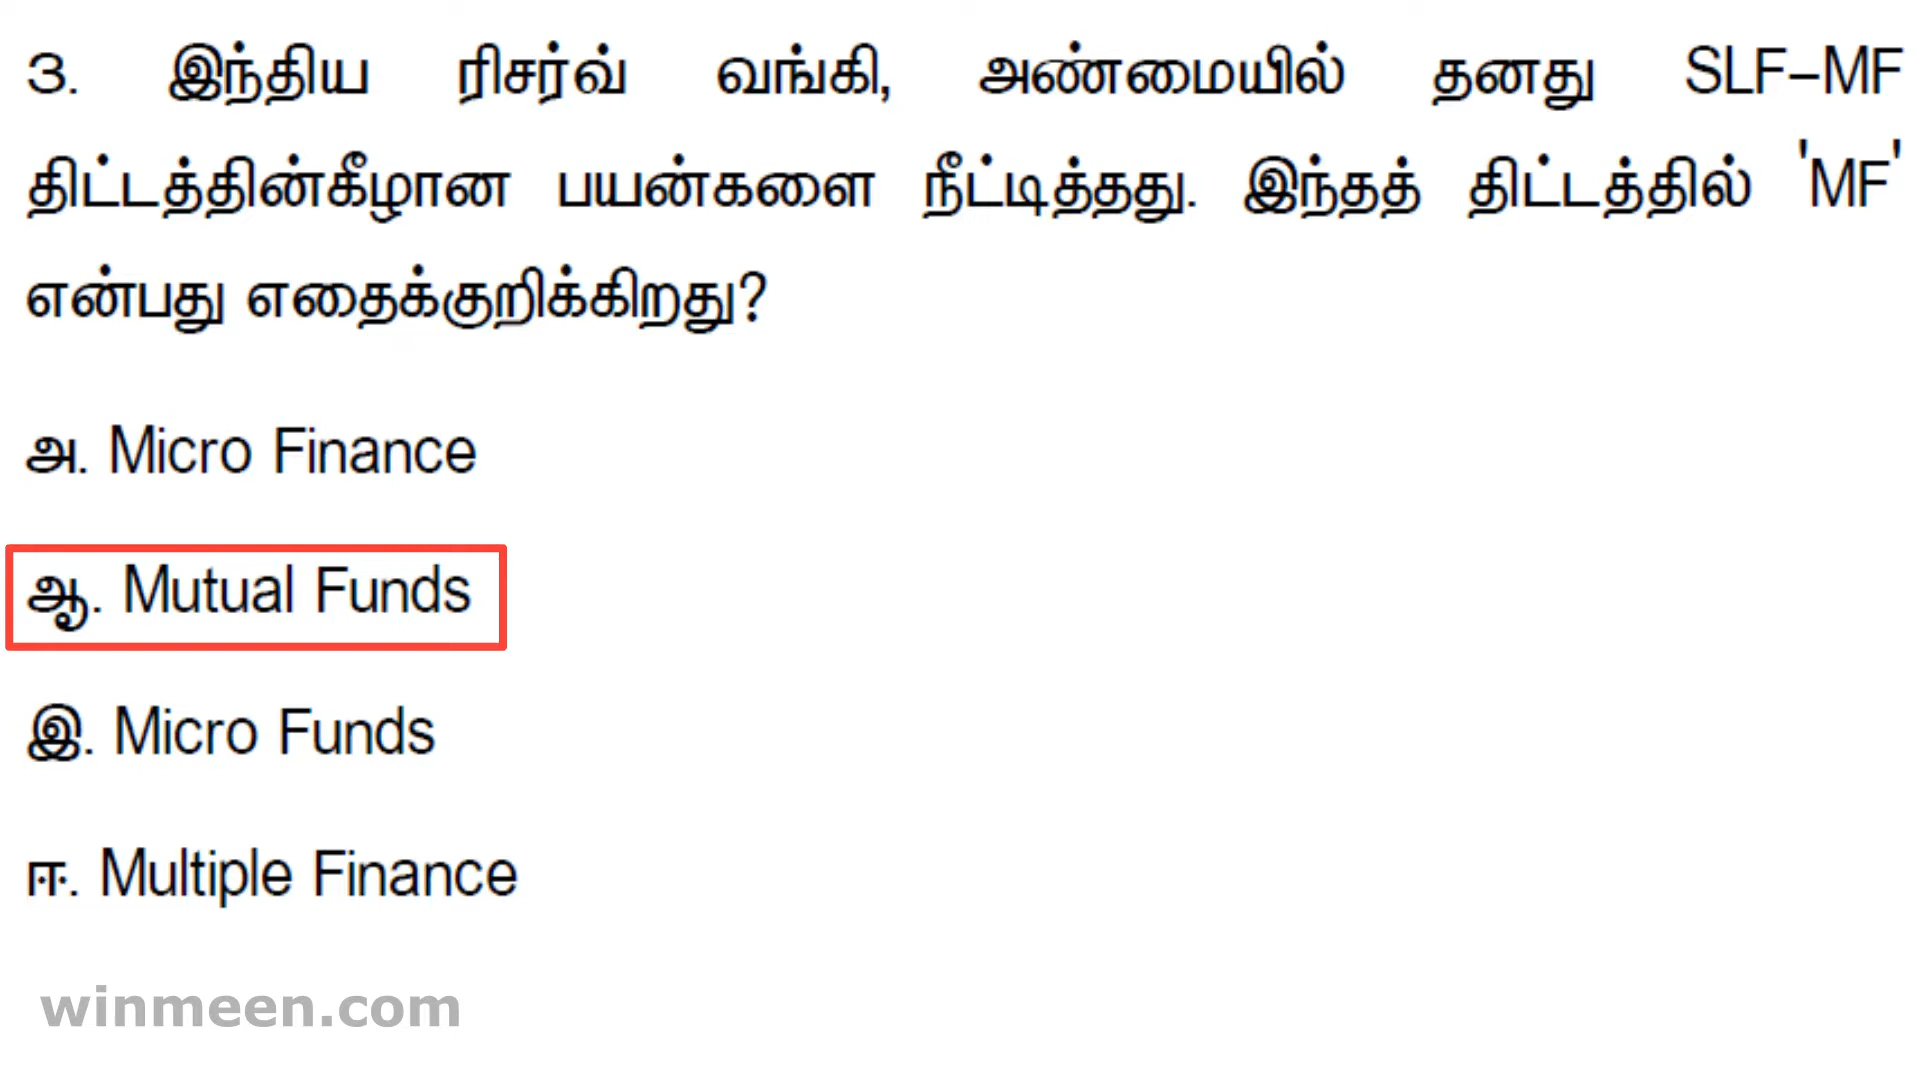 3. இந்திய ரிசர்வ் வங்கி, அண்மையில் தனது SLF–MF
திட்டத்தின்கீழான பயன்களை நீட்டித்தது. இந்தத் திட்டத்தில் 'MF'
என்பது எதைக்குறிக்கிறது?
அ. Micro Finance
ஆ. Mutual Funds
இ. Micro Funds
ஈ. Multiple Finance
winmeen.com